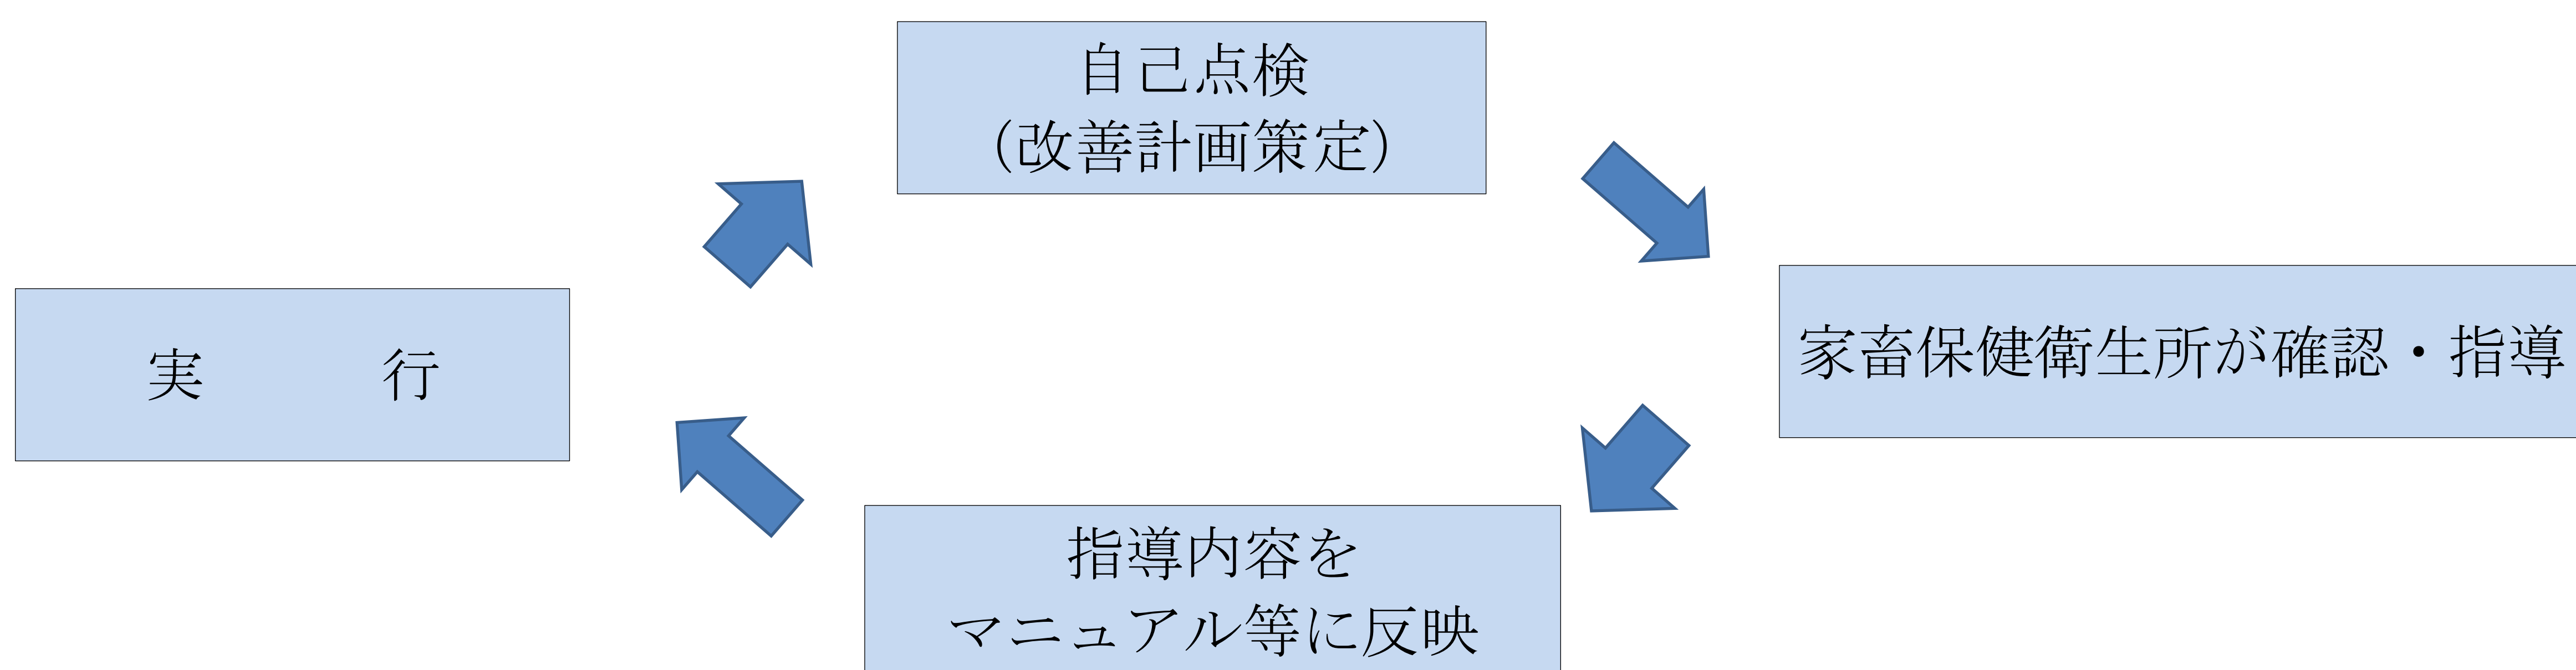 自己点検
（改善計画策定）
家畜保健衛生所が確認・指導
実　　　行
指導内容を
マニュアル等に反映